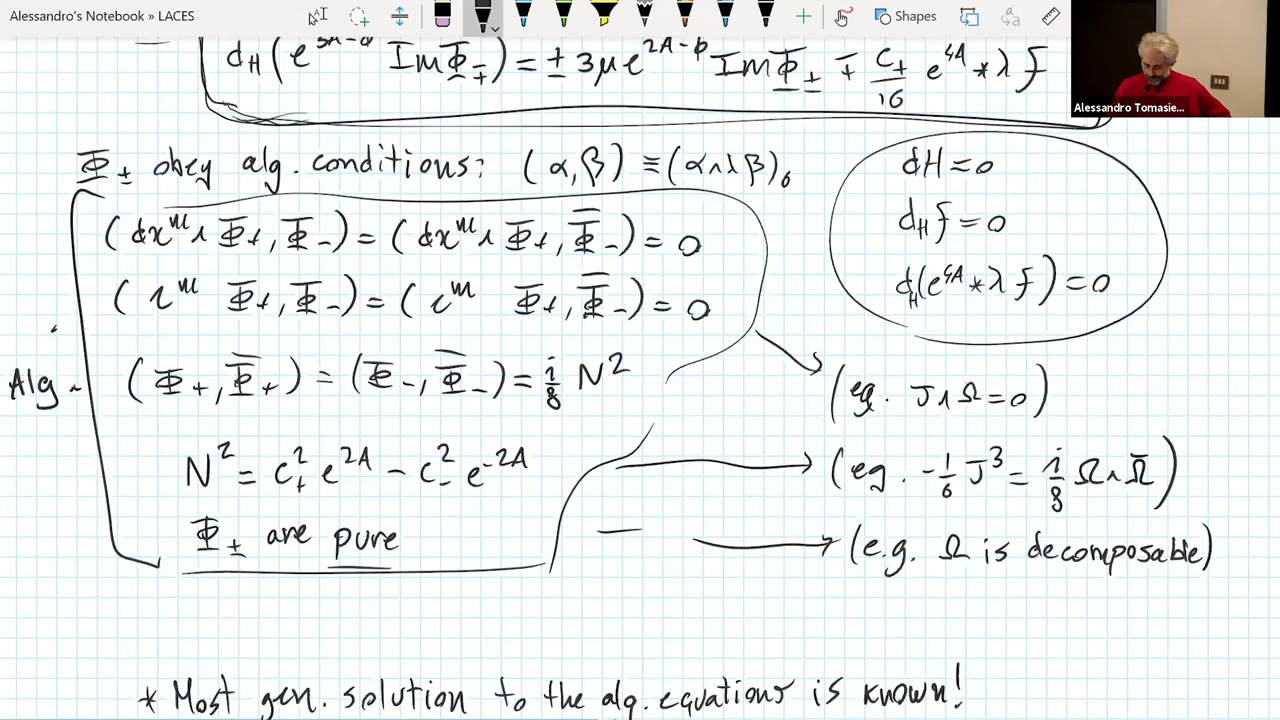 Alessandro's Notebook » LACES
Shapes
Alessandro Tomasie...
d_H(e^{3A-φ} Im Φ_∓) = ± 3μ e^{2A-φ} Im Φ_± ∓ c_+/16 e^{4A} * λ f
Φ_± obey alg. conditions: (α,β) ≡ (α∧λβ)_6
dH = 0
d_H f = 0
d_H(e^{4A} * λ f) = 0
(dx^m ∧ Φ_+, Φ_-) = (dx^m ∧ Φ_+, Φ̄_-) = 0
(ι^m Φ_+, Φ_-) = (ι^m Φ_+, Φ̄_-) = 0
Alg.
(Φ_+, Φ̄_+) = (Φ_-, Φ̄_-) = i/8 N^2
(eg. J∧Ω = 0)
N^2 = c_+^2 e^{2A} - c_-^2 e^{-2A}
(eg. -1/6 J^3 = i/8 Ω∧Ω̄)
Φ_± are pure
(e.g. Ω is decomposable)
* Most gen. solution to the alg. equations is known!